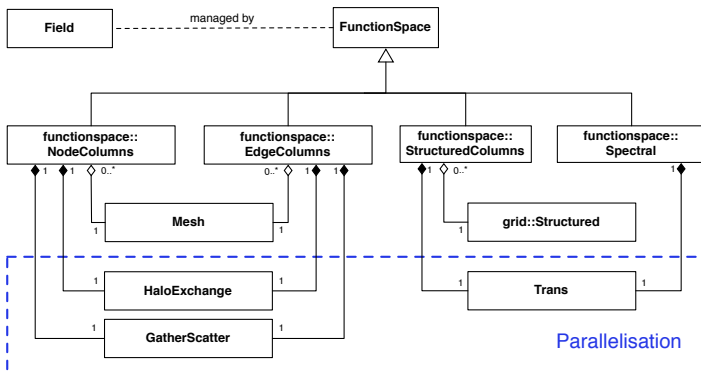 Field
managed by
FunctionSpace
functionspace::
NodeColumns
functionspace::
EdgeColumns
functionspace::
StructuredColumns
functionspace::
Spectral
1
1
0..*
0..*
1
1
1
0..*
1
1
Mesh
1
1
grid::Structured
1
HaloExchange
1
1
Trans
1
1
GatherScatter
1
Parallelisation